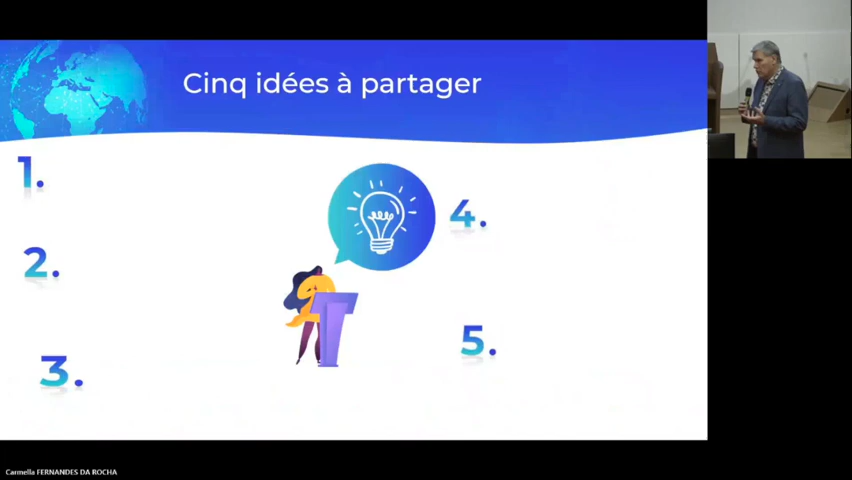 Cinq idées à partager
1.
2.
3.
4.
5.
Carmella FERNANDES DA ROCHA